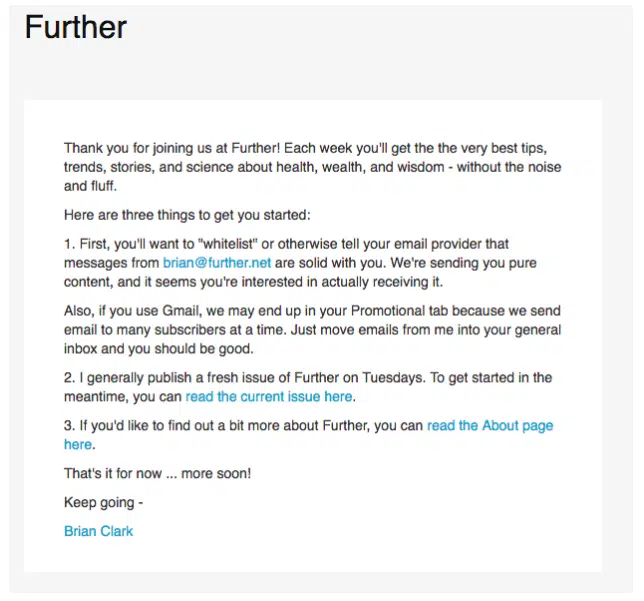 Further
Thank you for joining us at Further! Each week you'll get the the very best tips,
trends, stories, and science about health, wealth, and wisdom - without the noise
and fluff.
Here are three things to get you started:
1. First, you'll want to "whitelist" or otherwise tell your email provider that
messages from brian@further.net are solid with you. We're sending you pure
content, and it seems you're interested in actually receiving it.
Also, if you use Gmail, we may end up in your Promotional tab because we send
email to many subscribers at a time. Just move emails from me into your general
inbox and you should be good.
2. I generally publish a fresh issue of Further on Tuesdays. To get started in the
meantime, you can read the current issue here.
3. If you'd like to find out a bit more about Further, you can read the About page
here.
That's it for now ... more soon!
Keep going -
Brian Clark